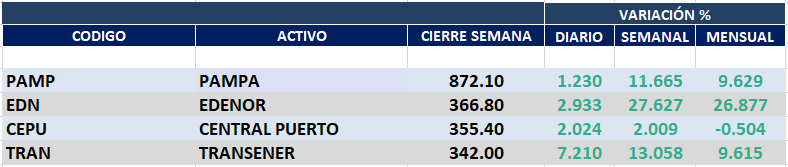 VARIACIÓN %
CODIGO ACTIVO CIERRE SEMANA DIARIO SEMANAL MENSUAL
PAMP PAMPA 872.10 1.230 11.665 9.629
EDN EDENOR 366.80 2.933 27.627 26.877
CEPU CENTRAL PUERTO 355.40 2.024 2.009 -0.504
TRAN TRANSENER 342.00 7.210 13.058 9.615